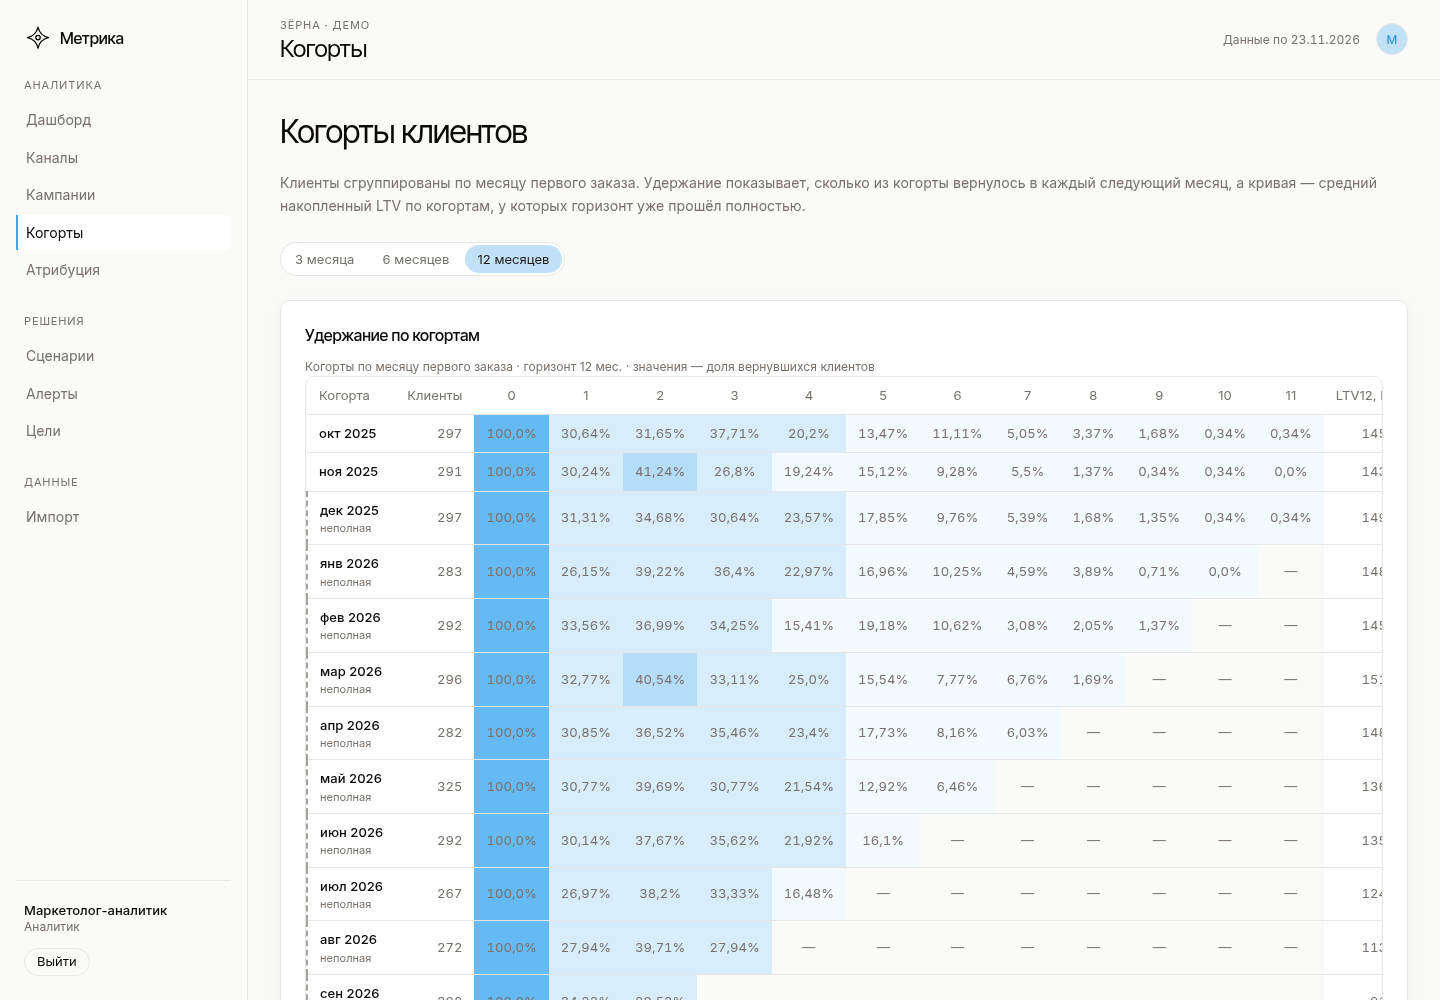 Метрика
АНАЛИТИКА
Дашборд
Каналы
Кампании
Когорты
Атрибуция
РЕШЕНИЯ
Сценарии
Алерты
Цели
ДАННЫЕ
Импорт
Маркетолог-аналитик
Аналитик
Выйти
ЗЁРНА · ДЕМО
Когорты
Данные по 23.11.2026
М
Когорты клиентов
Клиенты сгруппированы по месяцу первого заказа. Удержание показывает, сколько из когорты вернулось в каждый следующий месяц, а кривая — средний
накопленный LTV по когортам, у которых горизонт уже прошёл полностью.
3 месяца 6 месяцев 12 месяцев
Удержание по когортам
Когорты по месяцу первого заказа · горизонт 12 мес. · значения — доля вернувшихся клиентов
Когорта Клиенты 0 1 2 3 4 5 6 7 8 9 10 11 LTV12,
окт 2025 297 100,0% 30,64% 31,65% 37,71% 20,2% 13,47% 11,11% 5,05% 3,37% 1,68% 0,34% 0,34% 145
ноя 2025 291 100,0% 30,24% 41,24% 26,8% 19,24% 15,12% 9,28% 5,5% 1,37% 0,34% 0,34% 0,0% 143
дек 2025 297 100,0% 31,31% 34,68% 30,64% 23,57% 17,85% 9,76% 5,39% 1,68% 1,35% 0,34% 0,34% 149
неполная
янв 2026 283 100,0% 26,15% 39,22% 36,4% 22,97% 16,96% 10,25% 4,59% 3,89% 0,71% 0,0% — 148
неполная
фев 2026 292 100,0% 33,56% 36,99% 34,25% 15,41% 19,18% 10,62% 3,08% 2,05% 1,37% — — 145
неполная
мар 2026 296 100,0% 32,77% 40,54% 33,11% 25,0% 15,54% 7,77% 6,76% 1,69% — — — 151
неполная
апр 2026 282 100,0% 30,85% 36,52% 35,46% 23,4% 17,73% 8,16% 6,03% — — — — 148
неполная
май 2026 325 100,0% 30,77% 39,69% 30,77% 21,54% 12,92% 6,46% — — — — — 136
неполная
июн 2026 292 100,0% 30,14% 37,67% 35,62% 21,92% 16,1% — — — — — — 135
неполная
июл 2026 267 100,0% 26,97% 38,2% 33,33% 16,48% — — — — — — — 124
неполная
авг 2026 272 100,0% 27,94% 39,71% 27,94% — — — — — — — — 113
неполная
сен 2026